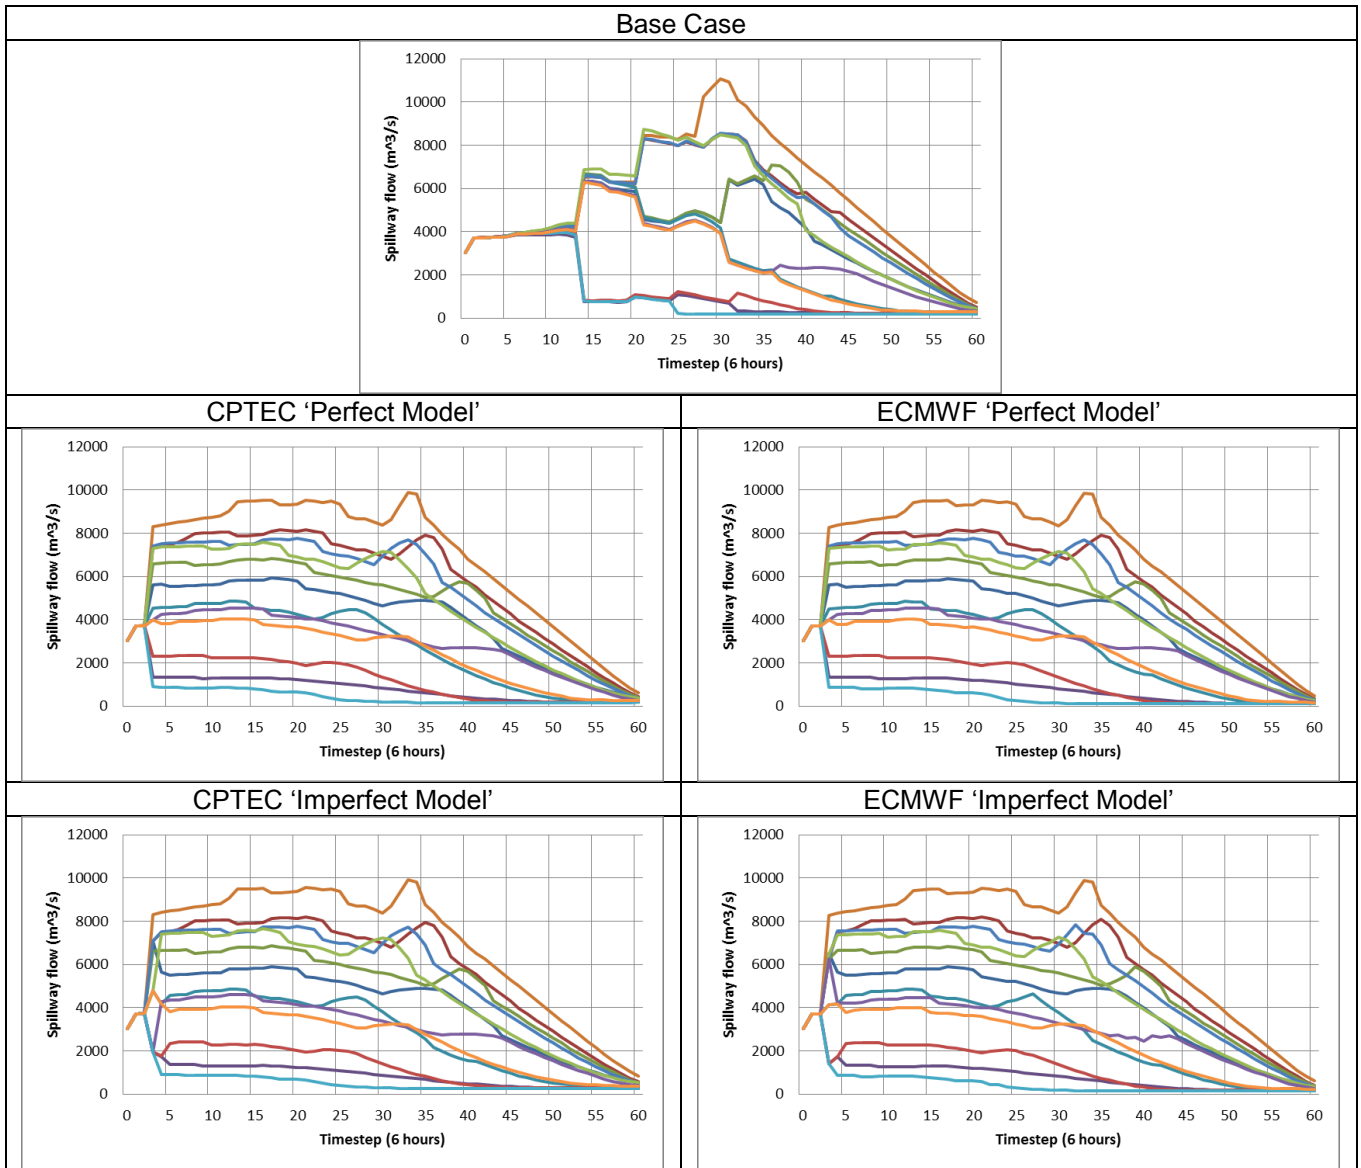 Base Case
Spillway flow (m^3/s)
12000
10000
8000
6000
4000
2000
0
0 5 10 15 20 25 30 35 40 45 50 55 60
Timestep (6 hours)
CPTEC ‘Perfect Model’
Spillway flow (m^3/s)
12000
10000
8000
6000
4000
2000
0
0 5 10 15 20 25 30 35 40 45 50 55 60
Timestep (6 hours)
ECMWF ‘Perfect Model’
Spillway flow (m^3/s)
12000
10000
8000
6000
4000
2000
0
0 5 10 15 20 25 30 35 40 45 50 55 60
Timestep (6 hours)
CPTEC ‘Imperfect Model’
Spillway flow (m^3/s)
12000
10000
8000
6000
4000
2000
0
0 5 10 15 20 25 30 35 40 45 50 55 60
Timestep (6 hours)
ECMWF ‘Imperfect Model’
Spillway flow (m^3/s)
12000
10000
8000
6000
4000
2000
0
0 5 10 15 20 25 30 35 40 45 50 55 60
Timestep (6 hours)